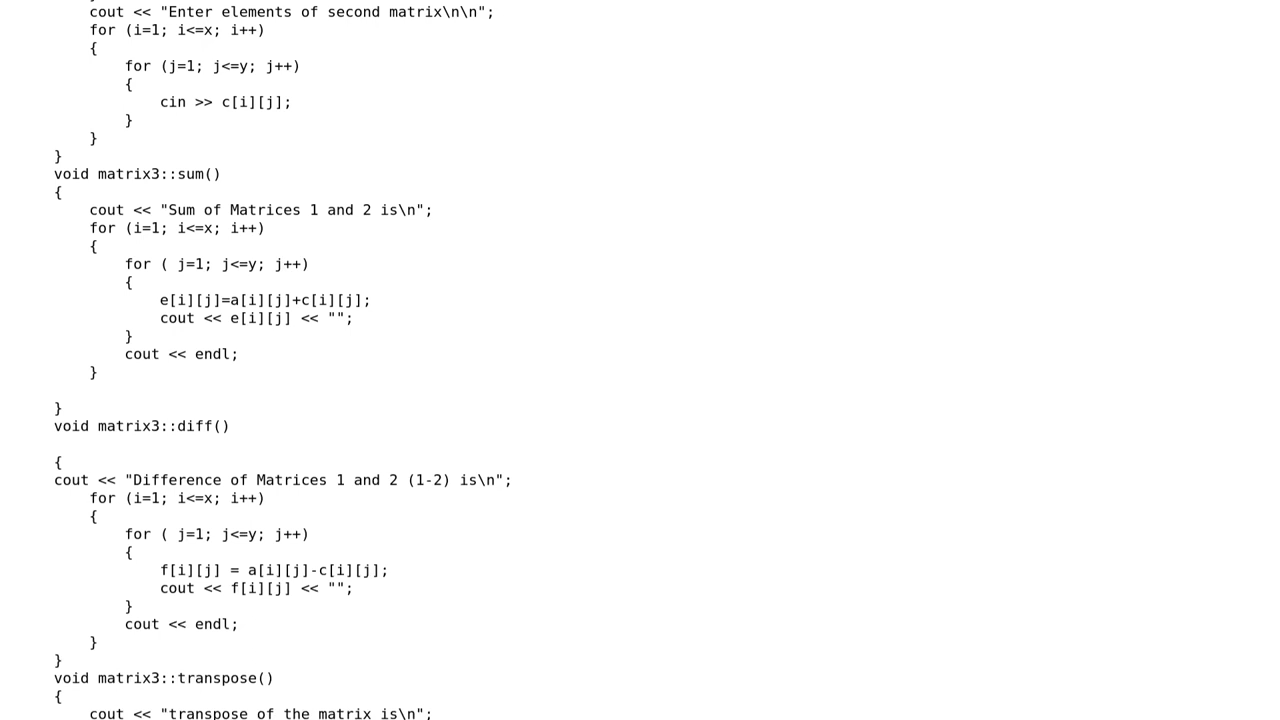 cout << "Enter elements of second matrix\n\n";
    for (i=1; i<=x; i++)
    {
        for (j=1; j<=y; j++)
        {
            cin >> c[i][j];
        }
    }
}
void matrix3::sum()
{
    cout << "Sum of Matrices 1 and 2 is\n";
    for (i=1; i<=x; i++)
    {
        for ( j=1; j<=y; j++)
        {
            e[i][j]=a[i][j]+c[i][j];
            cout << e[i][j] << "";
        }
        cout << endl;
    }

}
void matrix3::diff()

{
cout << "Difference of Matrices 1 and 2 (1-2) is\n";
    for (i=1; i<=x; i++)
    {
        for ( j=1; j<=y; j++)
        {
            f[i][j] = a[i][j]-c[i][j];
            cout << f[i][j] << "";
        }
        cout << endl;
    }
}
void matrix3::transpose()
{
    cout << "transpose of the matrix is\n";